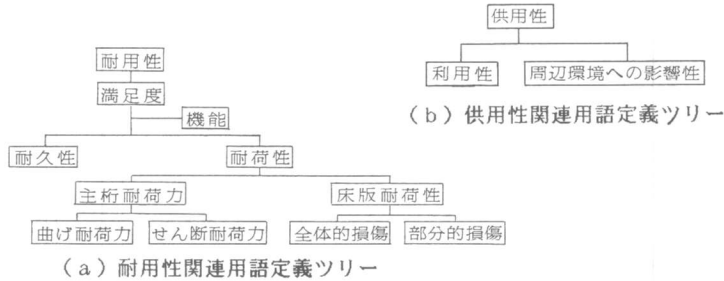 耐用性
満足度
機能
耐久性
耐荷性
主桁耐荷力
床版耐荷性
曲げ耐荷力
せん断耐荷力
全体的損傷
部分的損傷
(a)耐用性関連用語定義ツリー
供用性
利用性
周辺環境への影響性
(b)供用性関連用語定義ツリー